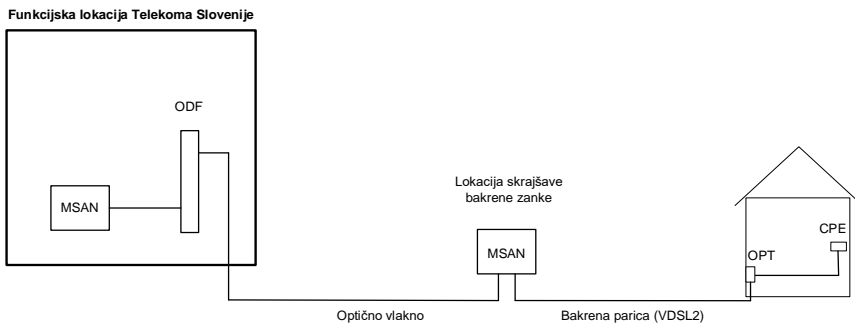 Funkcijska lokacija Telekoma Slovenije
ODF
MSAN
Lokacija skrajšave
bakrene zanke
MSAN
CPE
OPT
Optično vlakno
Bakrena parica (VDSL2)